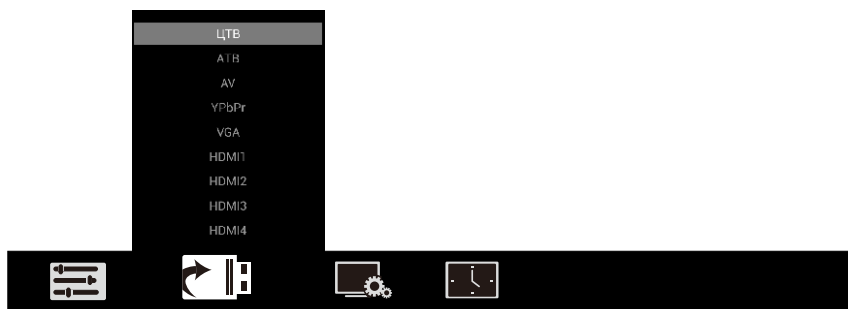 ЦТВ
АТВ
AV
YPbPr
VGA
HDMI1
HDMI2
HDMI3
HDMI4